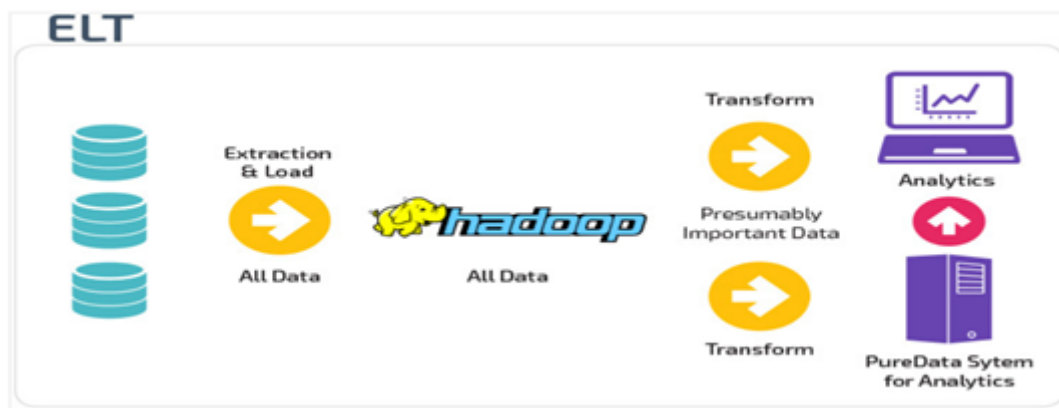 ELT
Extraction
& Load
All Data
hadoop
All Data
Transform
Presumably
Important Data
Transform
Analytics
PureData Sytem
for Analytics